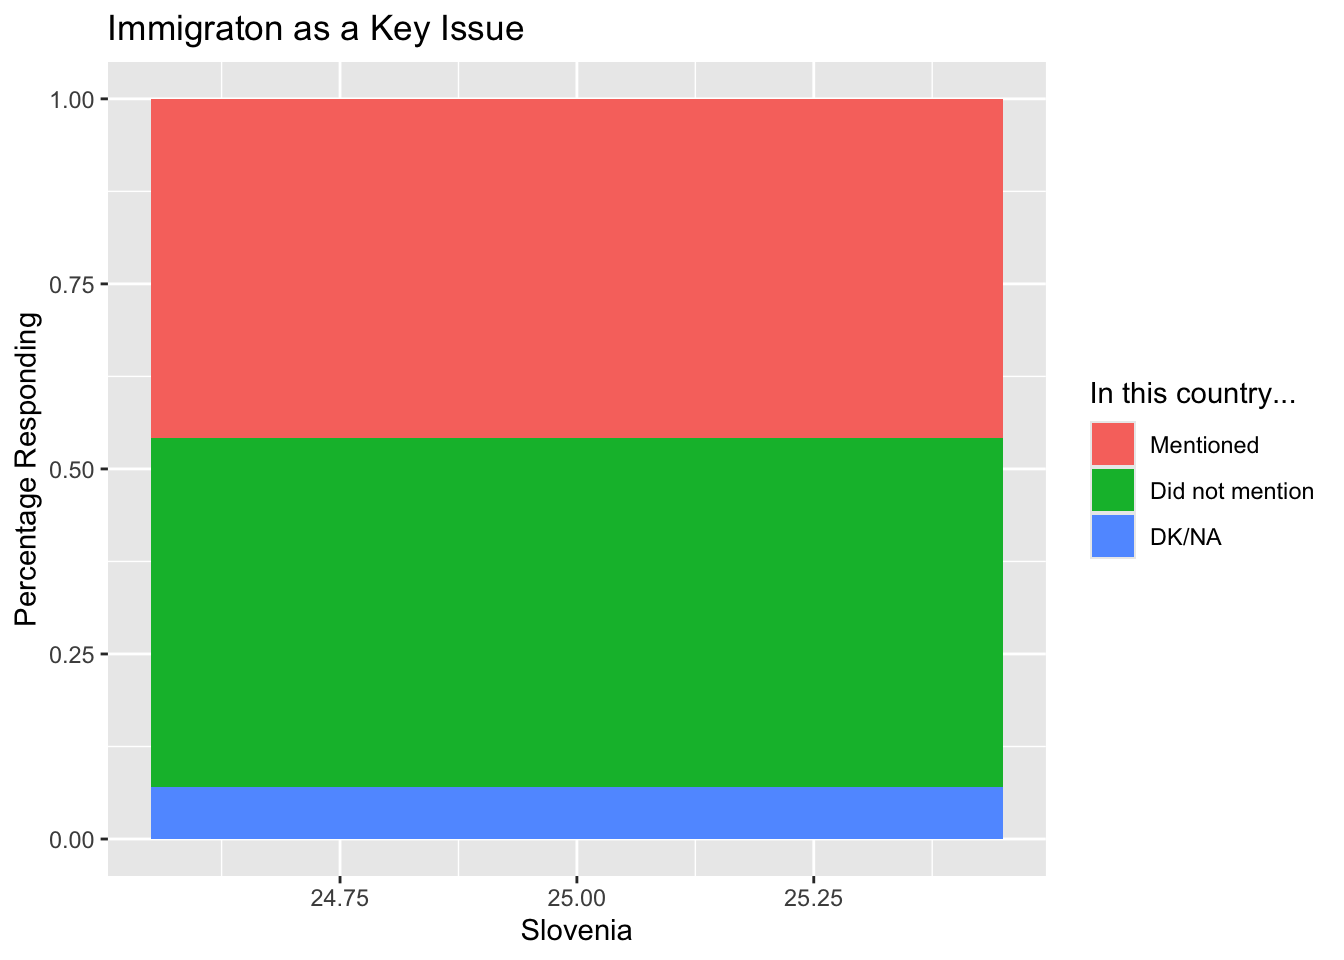 Immigraton as a Key Issue
1.00
0.75
0.50
0.25
0.00
Percentage Responding
24.75 25.00 25.25
Slovenia
In this country...
Mentioned
Did not mention
DK/NA